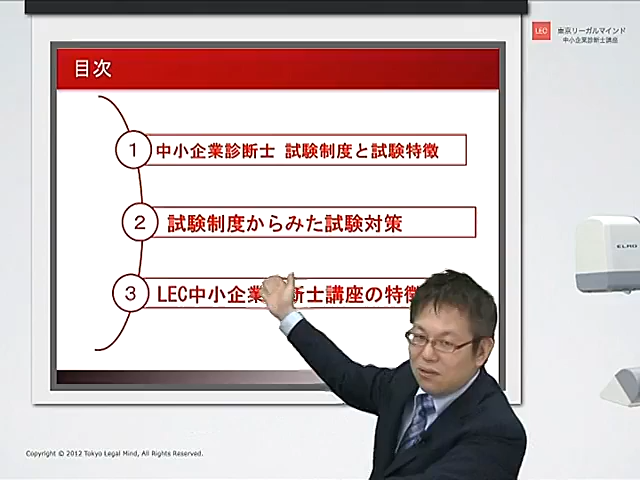 目次
LEC 東京リーガルマインド
中小企業診断士講座
1 中小企業診断士 試験制度と試験特徴
2 試験制度からみた試験対策
ELMO
3 LEC中小企業診断士講座の特徴
Copyright © 2012 Tokyo Legal Mind, All Rights Reserved.